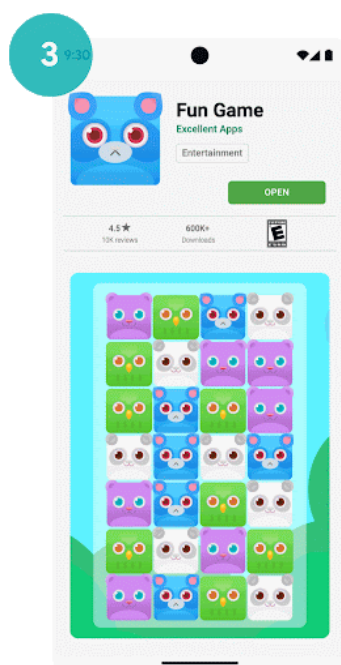 3
9:30
Fun Game
Excellent Apps
Entertainment
OPEN
4.5★ 600K+ E
10K reviews Downloads